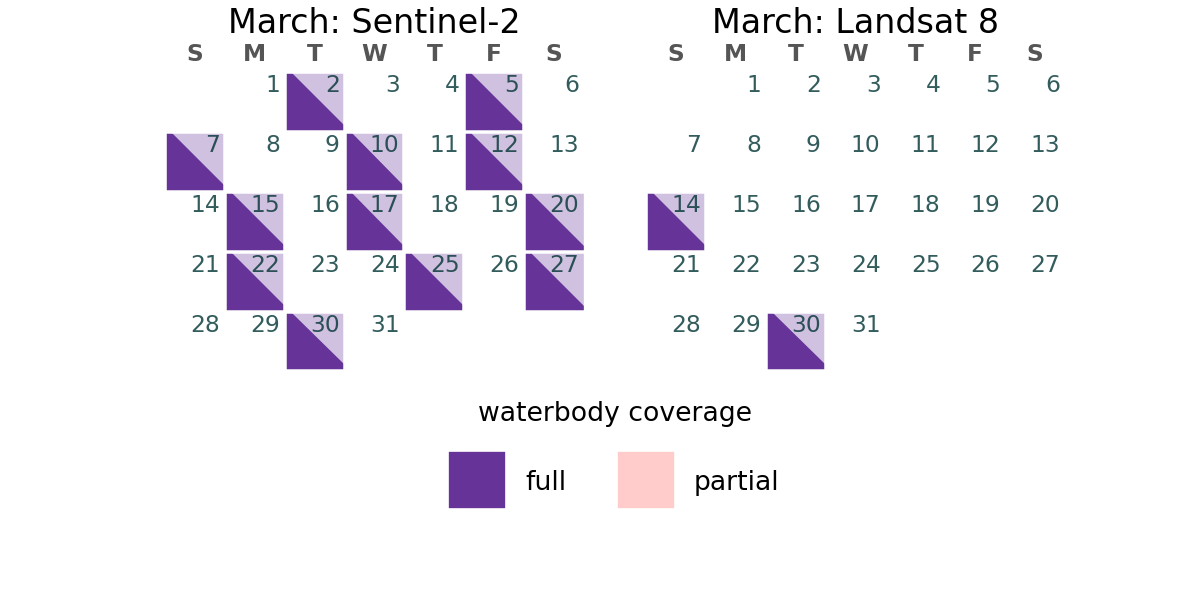 March: Sentinel-2
S M T W T F S
1 2 3 4 5 6
7 8 9 10 11 12 13
14 15 16 17 18 19 20
21 22 23 24 25 26 27
28 29 30 31
March: Landsat 8
S M T W T F S
1 2 3 4 5 6
7 8 9 10 11 12 13
14 15 16 17 18 19 20
21 22 23 24 25 26 27
28 29 30 31
waterbody coverage
full
partial